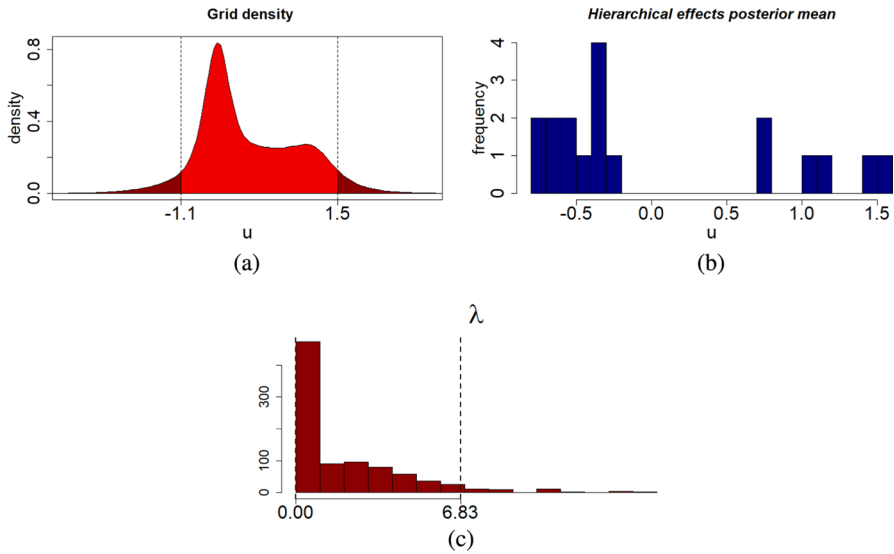 Grid density
density
0.0
0.4
0.8
-1.1
1.5
u
(a)
Hierarchical effects posterior mean
frequency
0
1
2
3
4
-0.5
0.0
0.5
1.0
1.5
u
(b)
λ
0
100
300
0.00
6.83
(c)